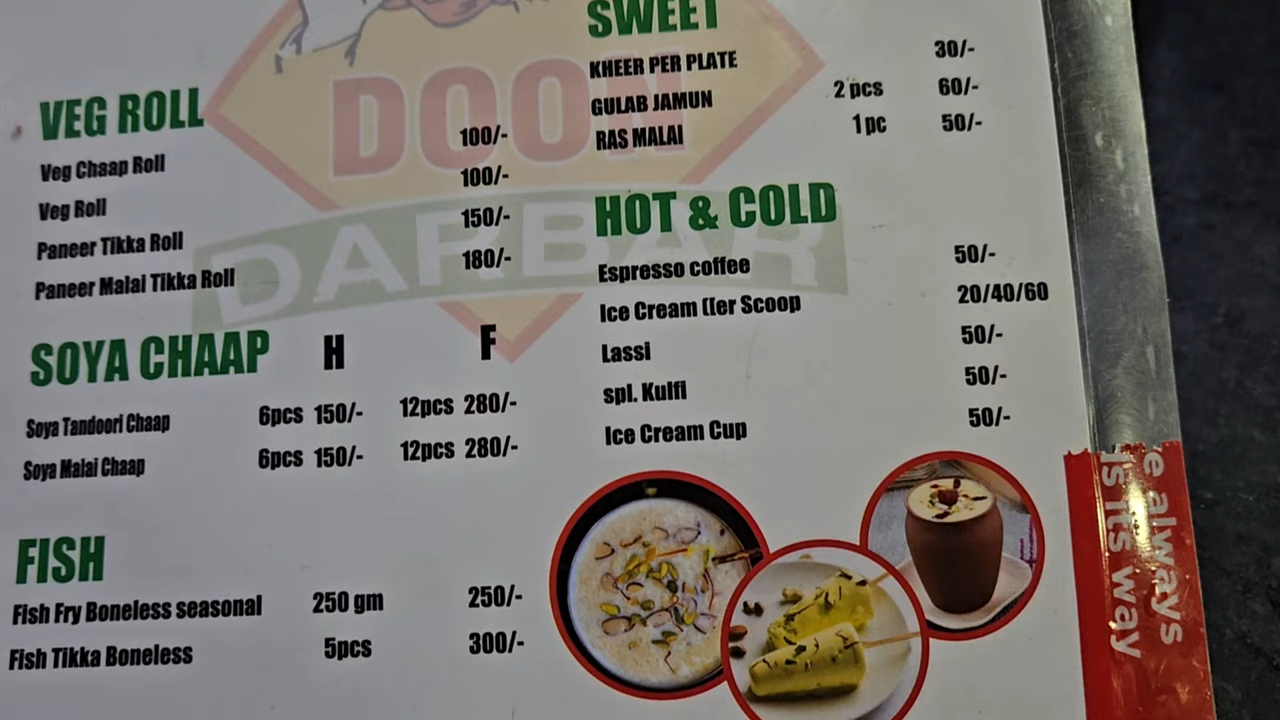 DOON
DARBAR
VEG ROLL
Veg Chaap Roll 100/-
Veg Roll 100/-
Paneer Tikka Roll 150/-
Paneer Malai Tikka Roll 180/-
SOYA CHAAP H F
Soya Tandoori Chaap 6pcs 150/- 12pcs 280/-
Soya Malai Chaap 6pcs 150/- 12pcs 280/-
FISH
Fish Fry Boneless seasonal 250 gm 250/-
Fish Tikka Boneless 5pcs 300/-
SWEET
KHEER PER PLATE 30/-
GULAB JAMUN 2 pcs 60/-
RAS MALAI 1 pc 50/-
HOT & COLD
Espresso coffee 50/-
Ice Cream ([er Scoop 20/40/60
Lassi 50/-
spl. Kulfi 50/-
Ice Cream Cup 50/-
e always
is its way